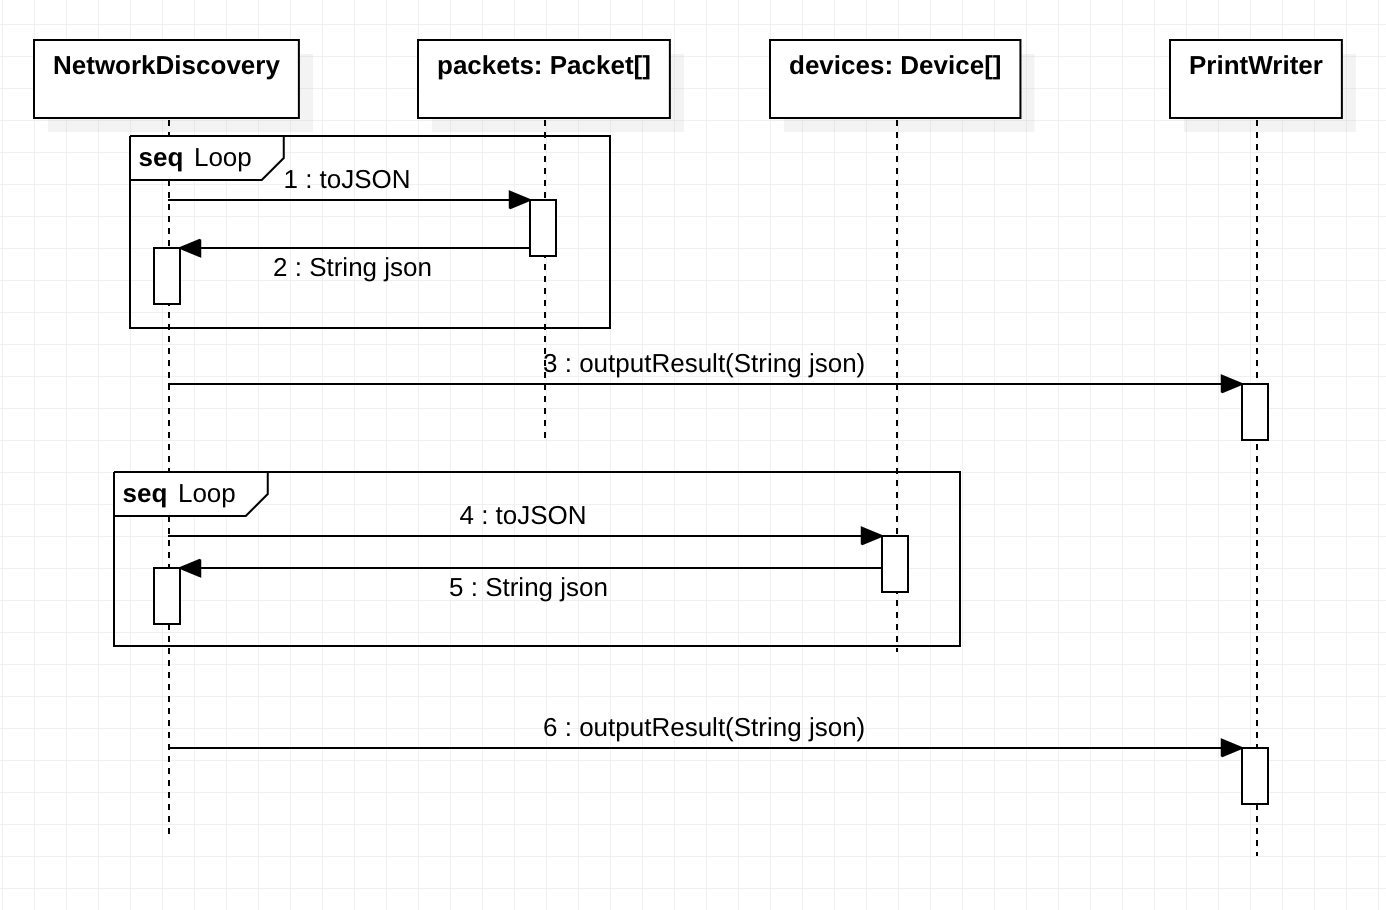 NetworkDiscovery
packets: Packet[]
devices: Device[]
PrintWriter
seq Loop
1 : toJSON
2 : String json
3 : outputResult(String json)
seq Loop
4 : toJSON
5 : String json
6 : outputResult(String json)